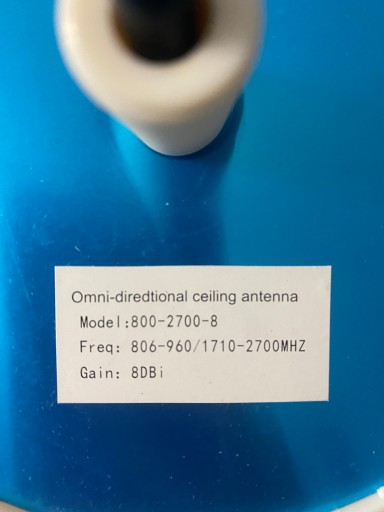 Omni-diredtional ceiling antenna
Model:800-2700-8
Freq: 806-960/1710-2700MHZ
Gain: 8DBi